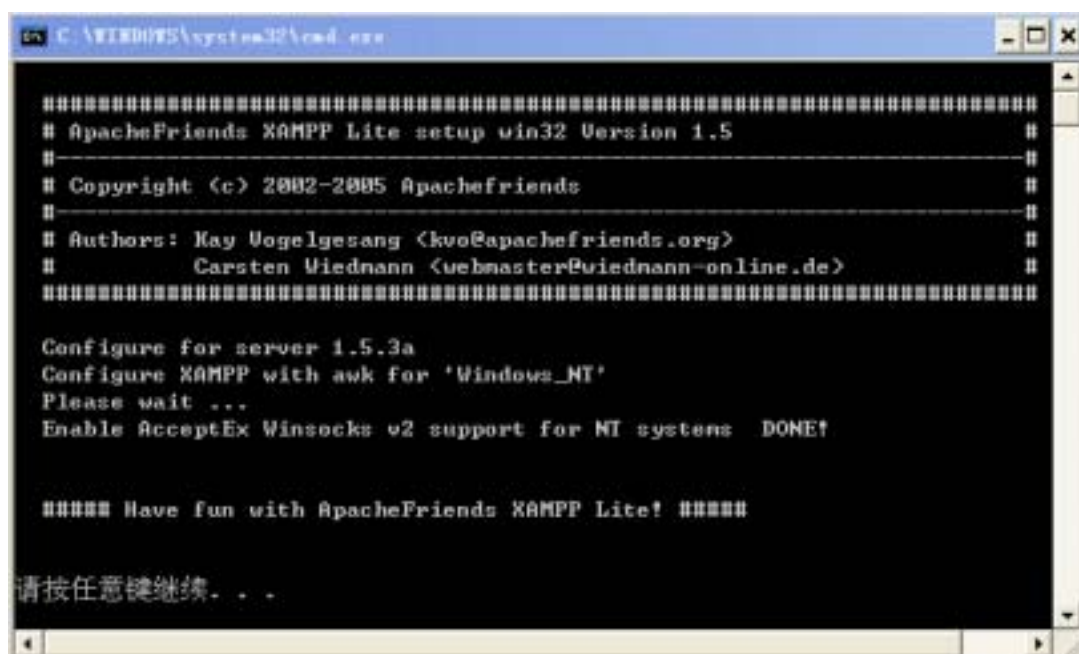 C:\WINDOWS\system32\cmd.exe
########################################################################
# ApacheFriends XAMPP Lite setup win32 Version 1.5 #
#----------------------------------------------------------------------#
# Copyright (c) 2002-2005 Apachefriends #
#----------------------------------------------------------------------#
# Authors: Kay Vogelgesang <kvo@apachefriends.org> #
# Carsten Wiedmann <webmaster@wiedmann-online.de> #
########################################################################
Configure for server 1.5.3a
Configure XAMPP with awk for 'Windows_NT'
Please wait ...
Enable AcceptEx Winsocks v2 support for NT systems DONE!
##### Have fun with ApacheFriends XAMPP Lite! #####
请按任意键继续. . .